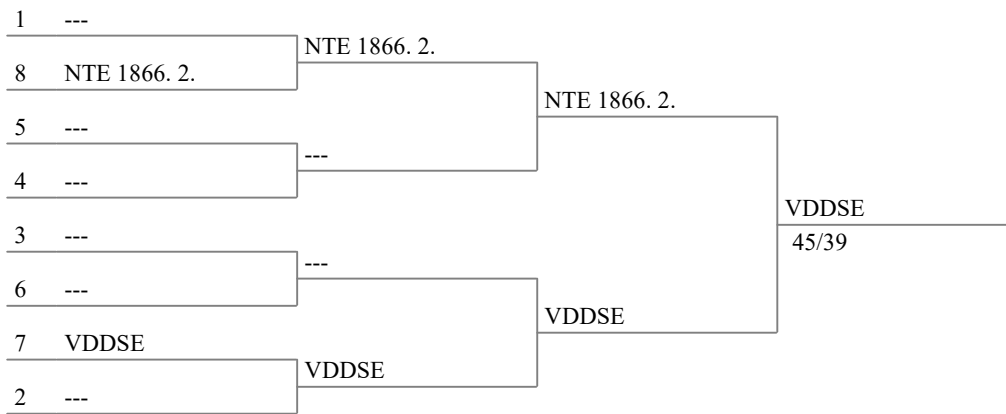 1 ---
NTE 1866. 2.
8 NTE 1866. 2.
NTE 1866. 2.
5 ---
---
4 ---
VDDSE
45/39
3 ---
---
6 ---
VDDSE
7 VDDSE
VDDSE
2 ---